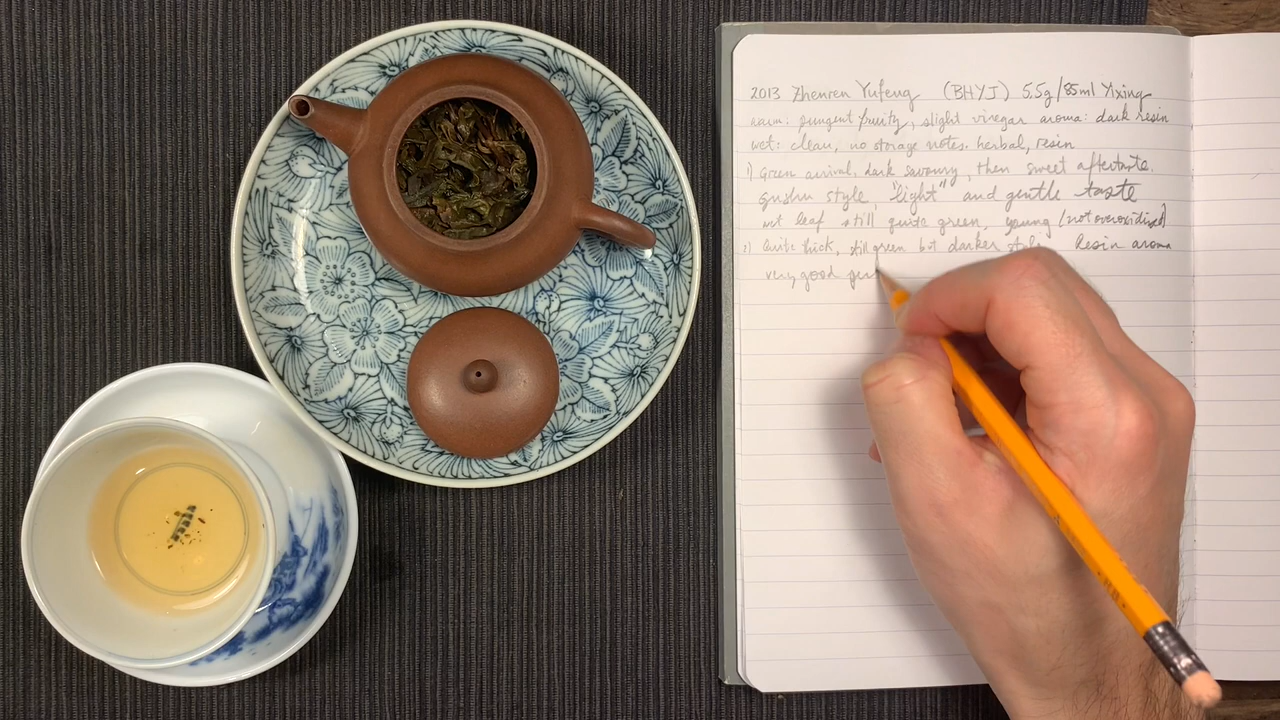 2013 Zhenren Yufeng (BHYJ) 5.5g/85ml Yixing
warm: pungent fruity, slight vinegar aroma: dark resin
wet: clean, no storage notes. herbal, resin
1) Green arrival, dark savoury, then sweet aftertaste.
gushu style, "light" and gentle taste
wet leaf still quite green, young (not overoxidized)
2) Quite thick, still green but darker style Resin aroma
very good